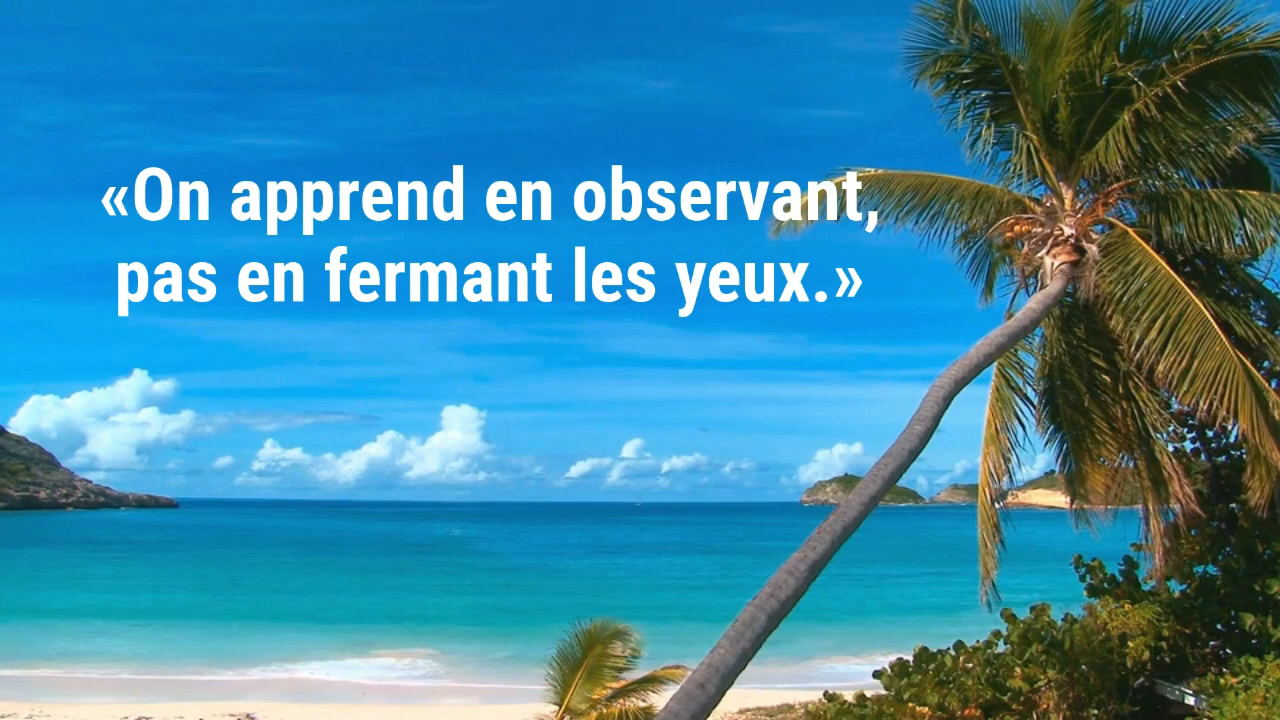 «On apprend en observant,
pas en fermant les yeux.»